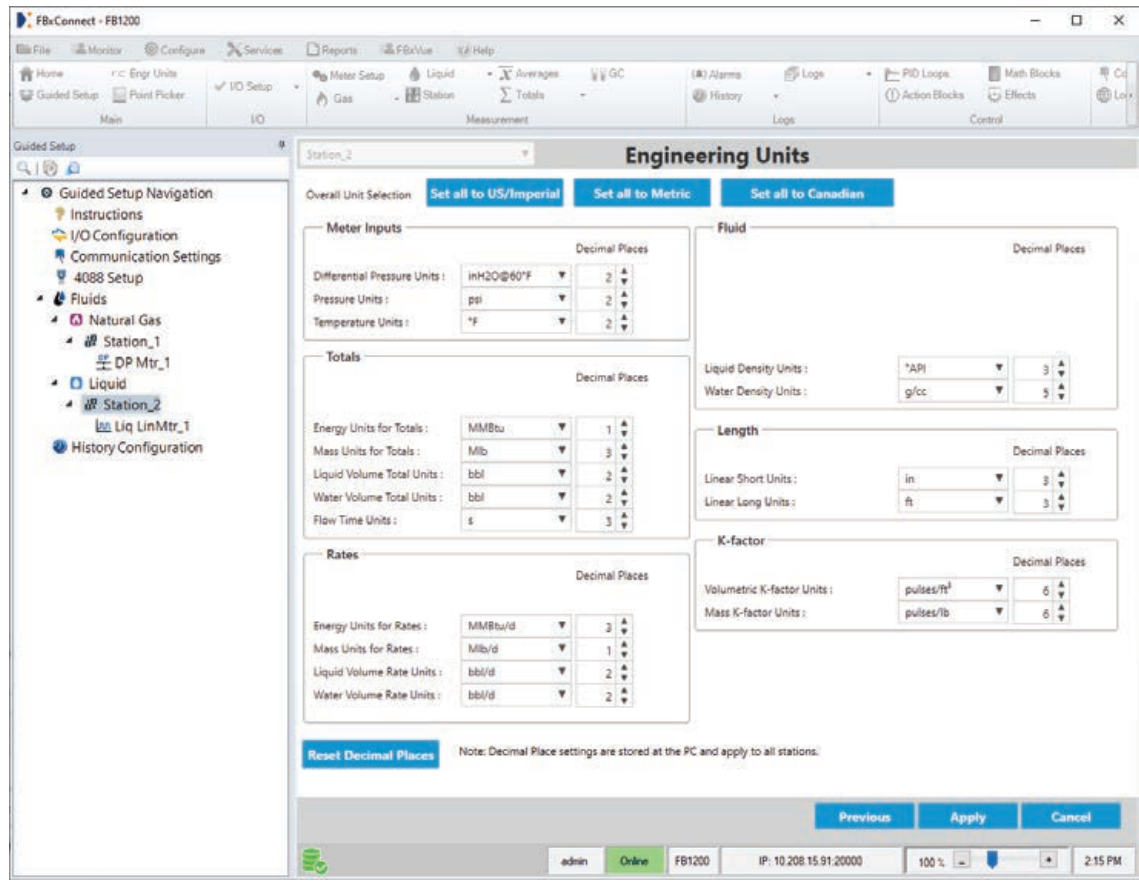 FBxConnect - FB1200
File Monitor Configure Services Reports FBxVue Help
Home Engr Units I/O Setup Meter Setup Liquid Averages GC Alarms Logs PID Loops Math Blocks
Guided Setup Point Picker Gas Station Totals History Action Blocks Effects
Main I/O Measurement Logs Control
Guided Setup
Guided Setup Navigation
Instructions
I/O Configuration
Communication Settings
4088 Setup
Fluids
Natural Gas
Station_1
DP Mtr_1
Liquid
Station_2
Liq LinMtr_1
History Configuration
Station_2 Engineering Units
Overall Unit Selection Set all to US/Imperial Set all to Metric Set all to Canadian
Meter Inputs
Decimal Places
Differential Pressure Units : inH2O@60°F 2
Pressure Units : psi 2
Temperature Units : °F 2
Totals
Decimal Places
Energy Units for Totals : MMBtu 1
Mass Units for Totals : Mlb 3
Liquid Volume Total Units : bbl 2
Water Volume Total Units : bbl 2
Flow Time Units : s 3
Rates
Decimal Places
Energy Units for Rates : MMBtu/d 3
Mass Units for Rates : Mlb/d 1
Liquid Volume Rate Units : bbl/d 2
Water Volume Rate Units : bbl/d 2
Fluid
Decimal Places
Liquid Density Units : °API 3
Water Density Units : g/cc 5
Length
Decimal Places
Linear Short Units : in 3
Linear Long Units : ft 3
K-factor
Decimal Places
Volumetric K-factor Units : pulses/ft³ 6
Mass K-factor Units : pulses/lb 6
Reset Decimal Places Note: Decimal Place settings are stored at the PC and apply to all stations.
Previous Apply Cancel
admin Online FB1200 IP: 10.208.15.91:20000 100 % - + 2:15 PM